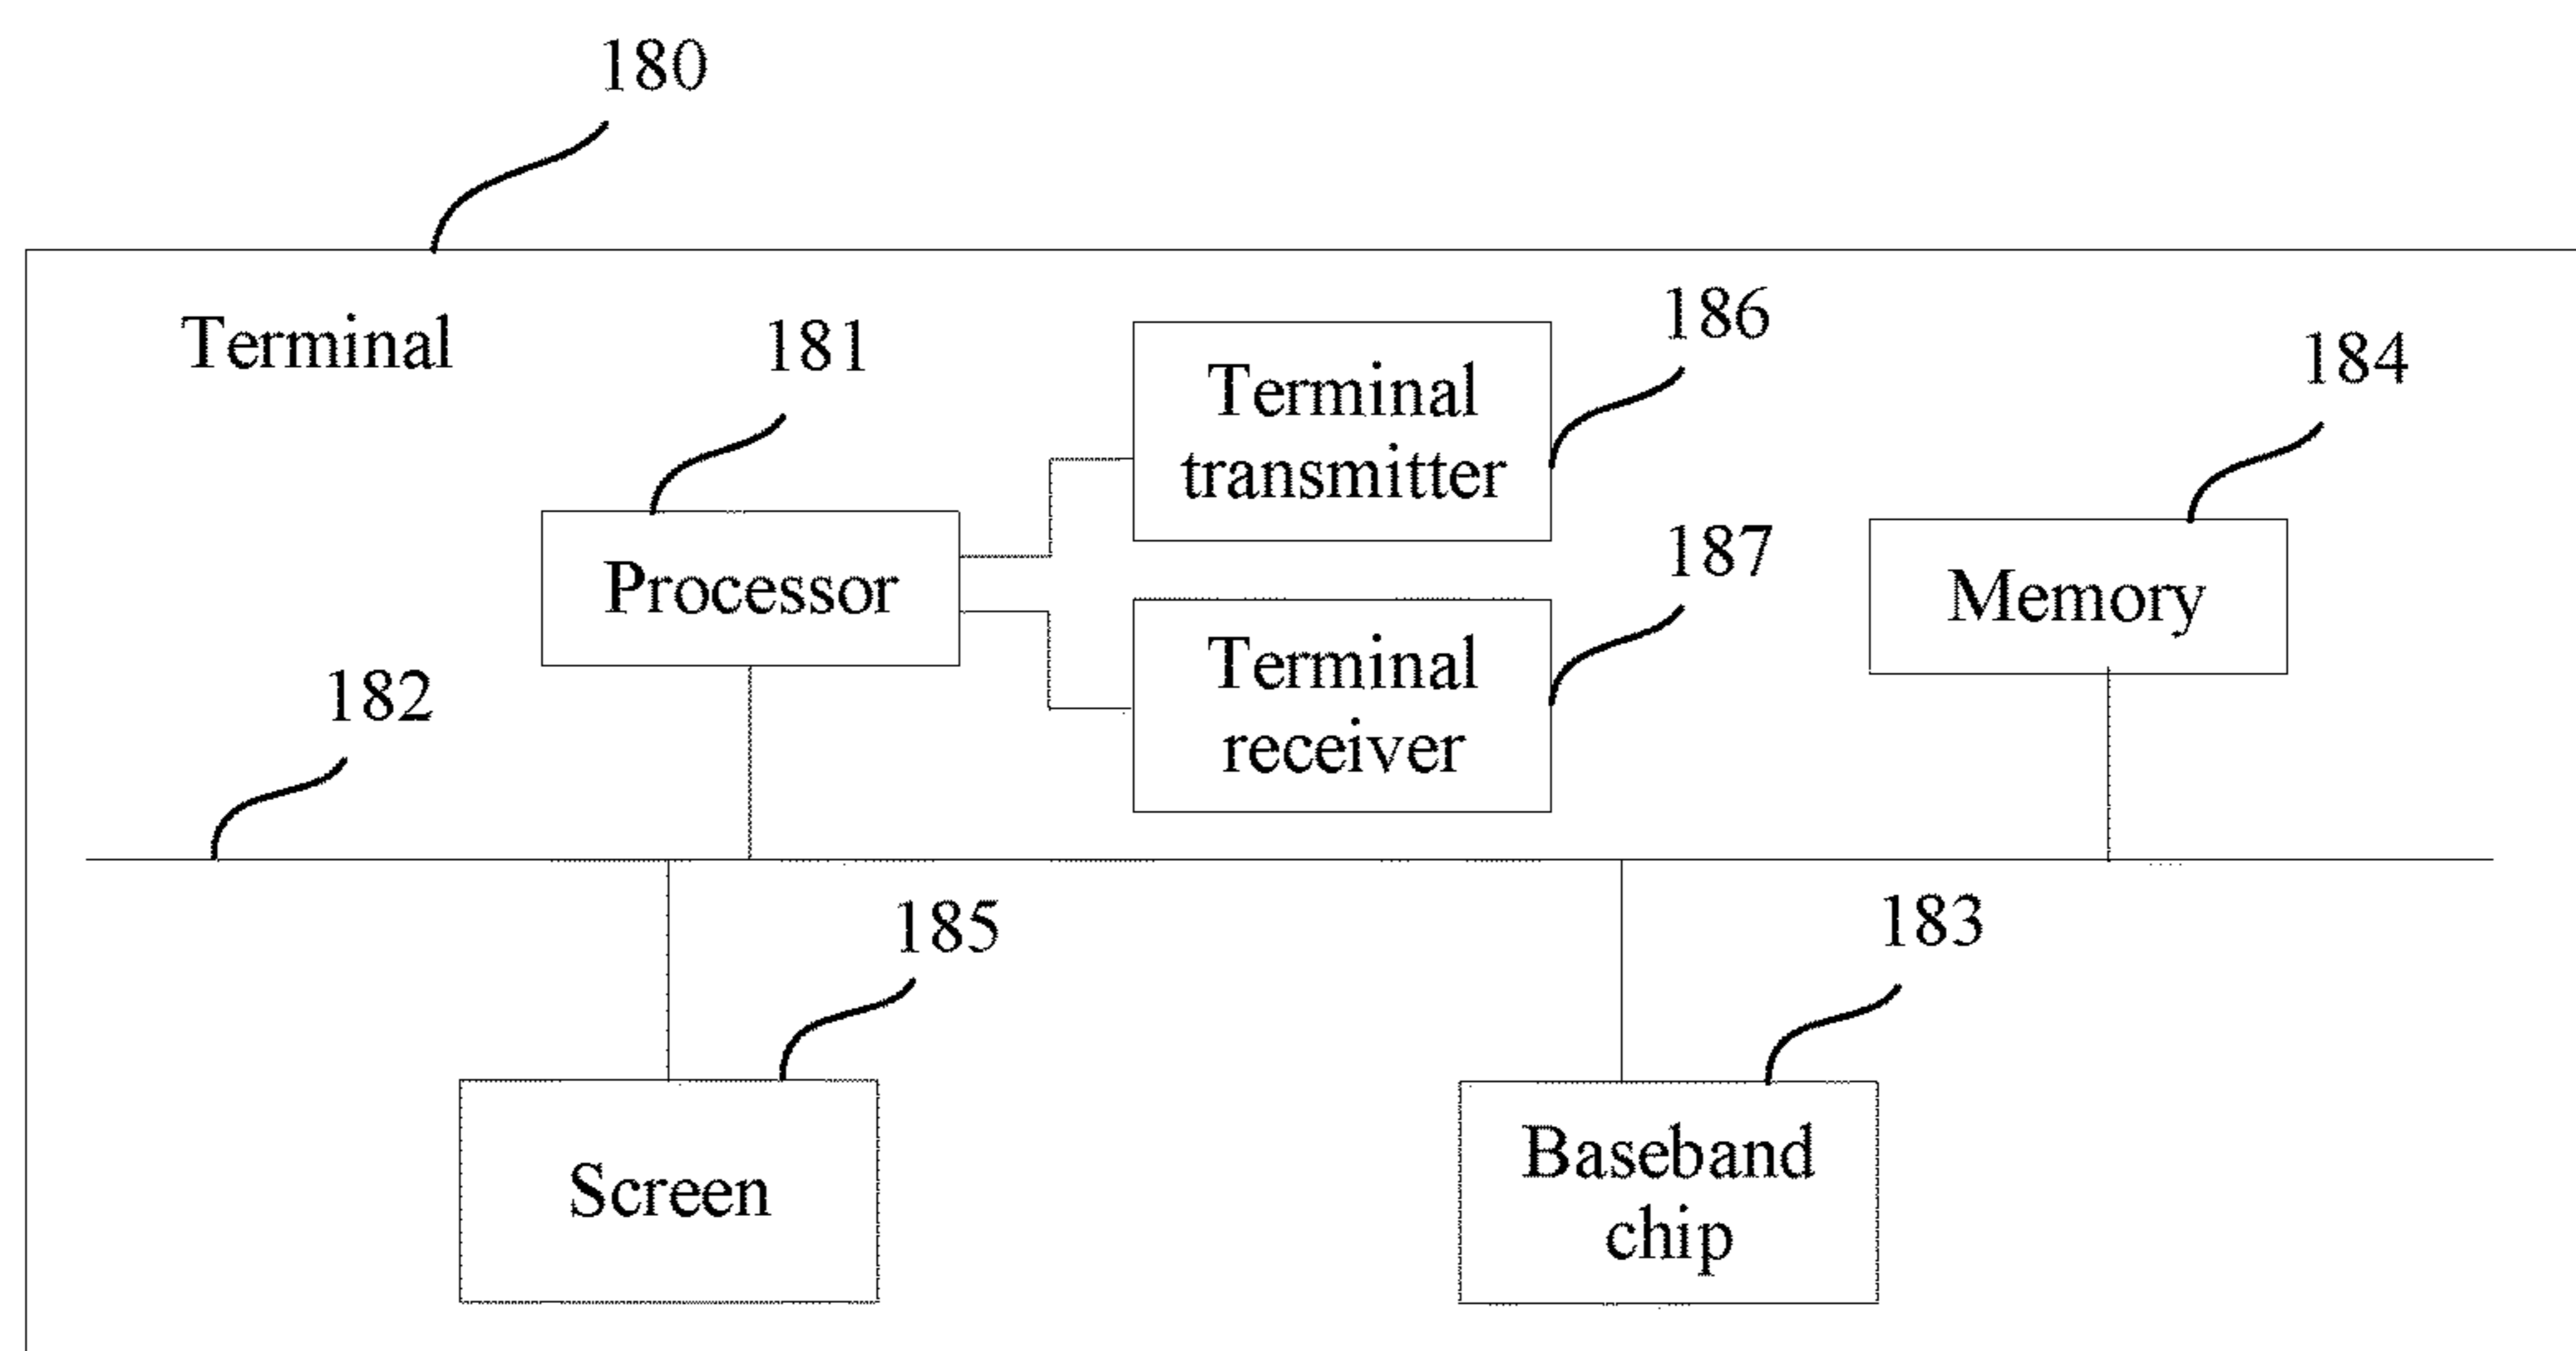 180
Terminal
181
Terminal
transmitter
186
184
Processor
Memory
187
Terminal
receiver
182
185
183
Screen
Baseband
chip